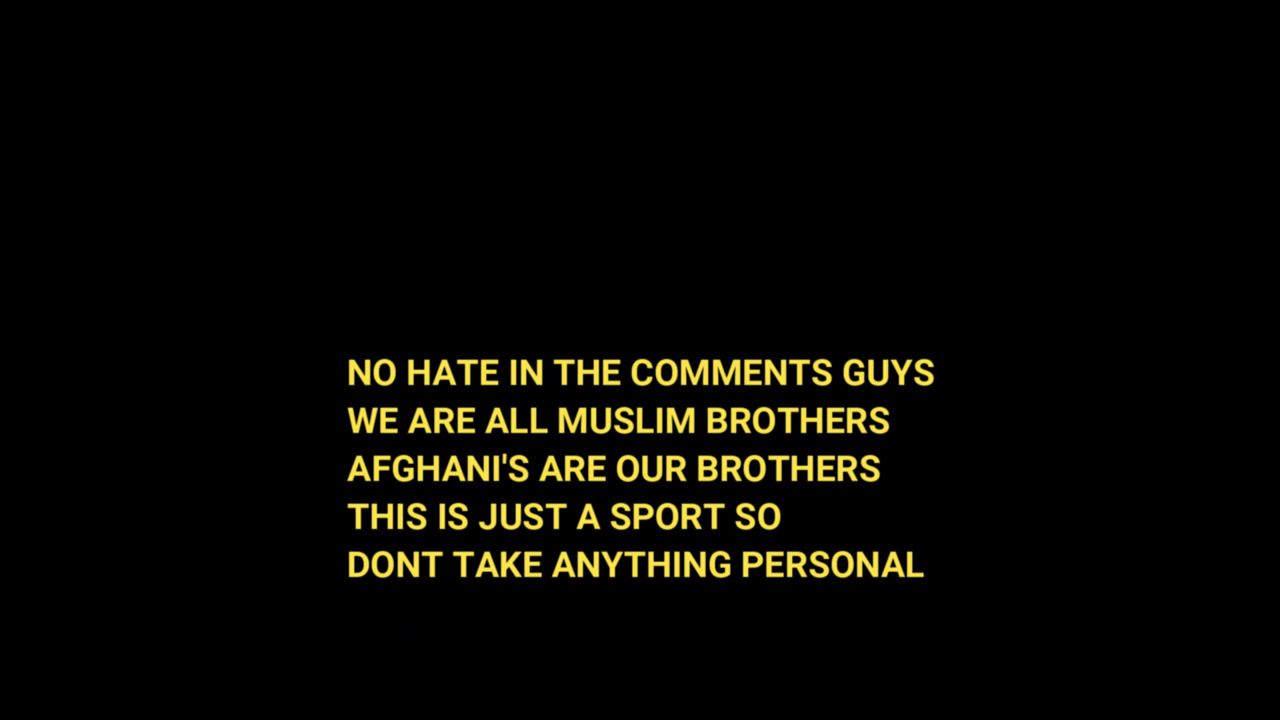 NO HATE IN THE COMMENTS GUYS
WE ARE ALL MUSLIM BROTHERS
AFGHANI'S ARE OUR BROTHERS
THIS IS JUST A SPORT SO
DONT TAKE ANYTHING PERSONAL